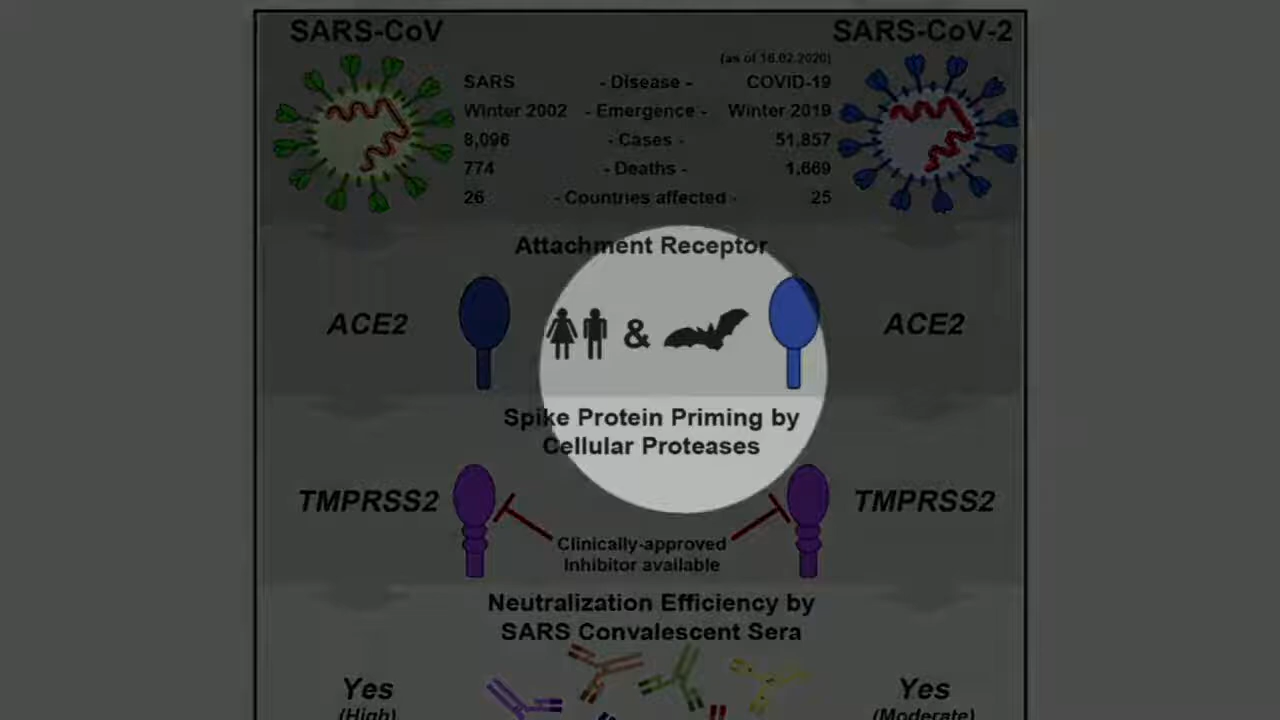 SARS-CoV
SARS-CoV-2
(as of 16.02.2020)
SARS - Disease - COVID-19
Winter 2002 - Emergence - Winter 2019
8,096 - Cases - 51,857
774 - Deaths - 1,669
26 - Countries affected - 25
Attachment Receptor
ACE2 & ACE2
Spike Protein Priming by
Cellular Proteases
TMPRSS2 TMPRSS2
Clinically-approved
Inhibitor available
Neutralization Efficiency by
SARS Convalescent Sera
Yes Yes
(High) (Moderate)